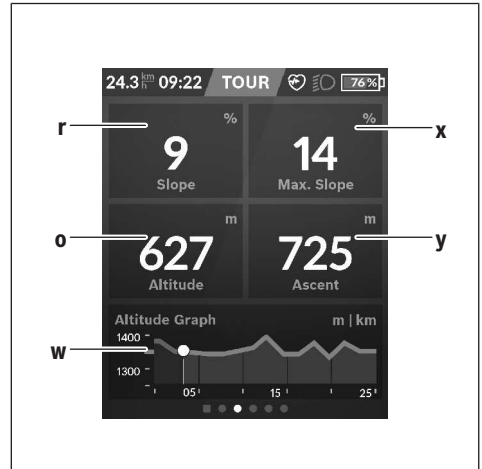 24.3 km/h 09:22 TOUR 76%
r % % x
9 14
Slope Max. Slope
o m m y
627 725
Altitude Ascent
Altitude Graph m | km
w 1400
1300
05 15 25